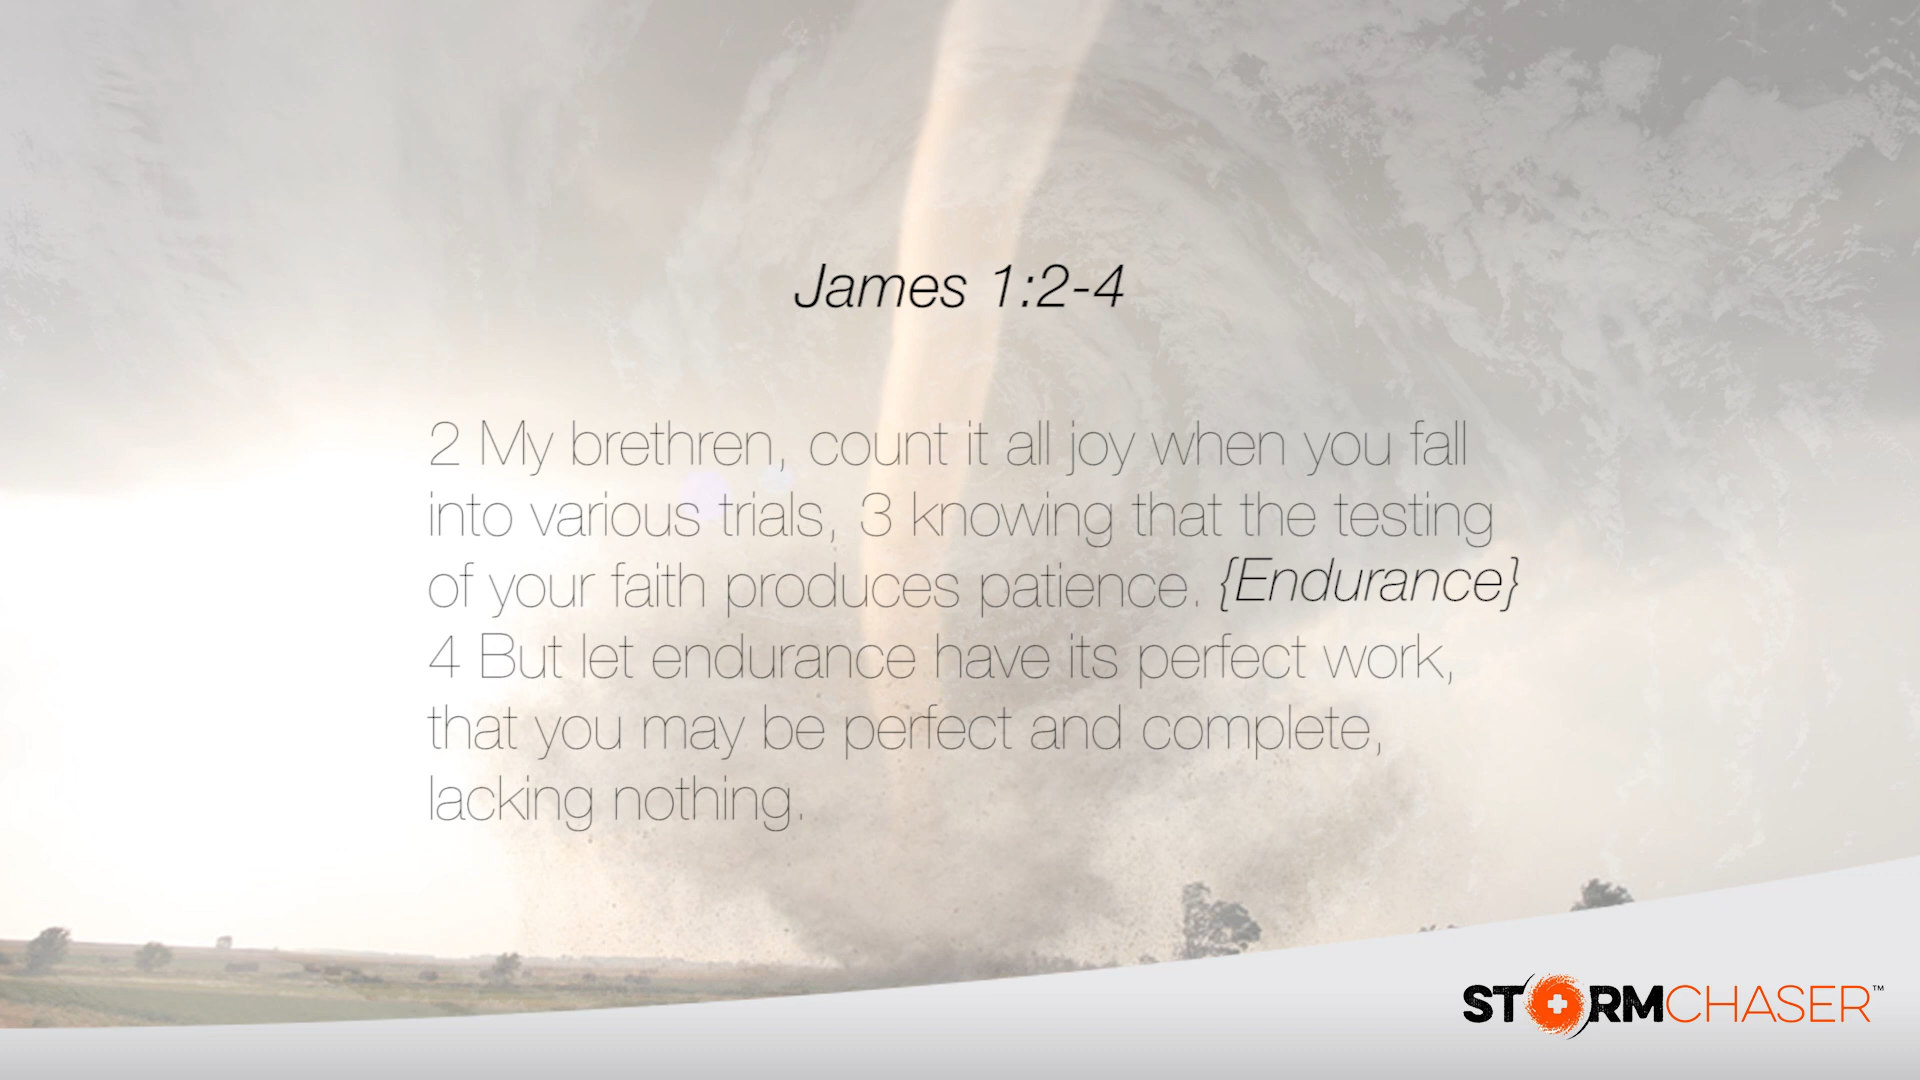 James 1:2-4
2 My brethren, count it all joy when you fall
into various trials, 3 knowing that the testing
of your faith produces patience. {Endurance}
4 But let endurance have its perfect work,
that you may be perfect and complete,
lacking nothing.
STORMCHASER™